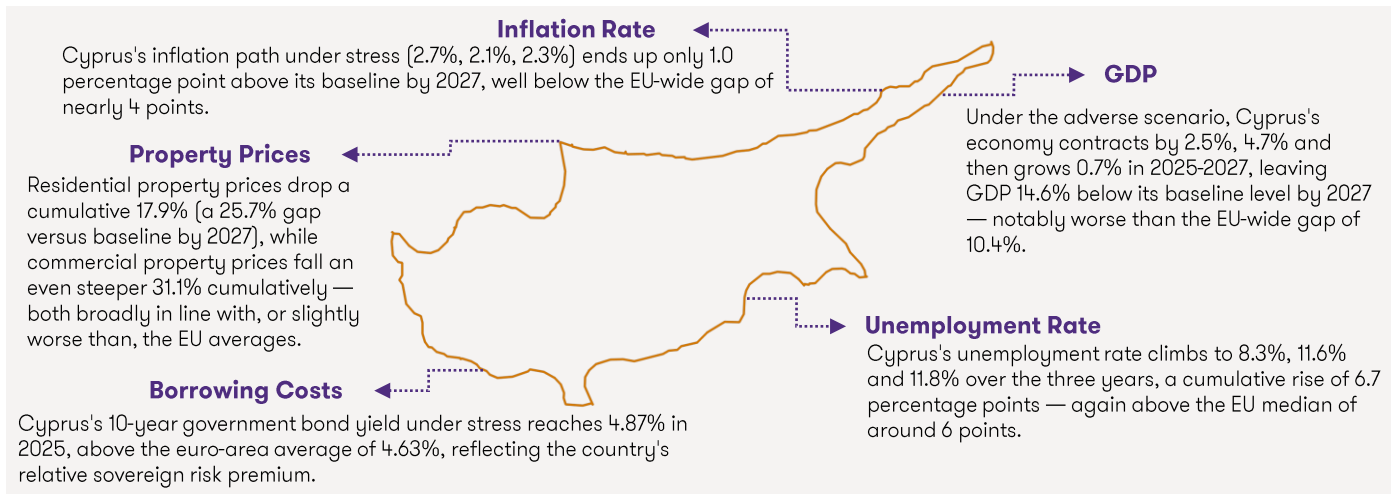 Inflation Rate
Cyprus's inflation path under stress (2.7%, 2.1%, 2.3%) ends up only 1.0
percentage point above its baseline by 2027, well below the EU-wide gap of
nearly 4 points.
GDP
Under the adverse scenario, Cyprus's
economy contracts by 2.5%, 4.7% and
then grows 0.7% in 2025-2027, leaving
GDP 14.6% below its baseline level by 2027
— notably worse than the EU-wide gap of
10.4%.
Property Prices
Residential property prices drop a
cumulative 17.9% (a 25.7% gap
versus baseline by 2027), while
commercial property prices fall an
even steeper 31.1% cumulatively —
both broadly in line with, or slightly
worse than, the EU averages.
Unemployment Rate
Cyprus's unemployment rate climbs to 8.3%, 11.6%
and 11.8% over the three years, a cumulative rise of 6.7
percentage points — again above the EU median of
around 6 points.
Borrowing Costs
Cyprus's 10-year government bond yield under stress reaches 4.87% in
2025, above the euro-area average of 4.63%, reflecting the country's
relative sovereign risk premium.